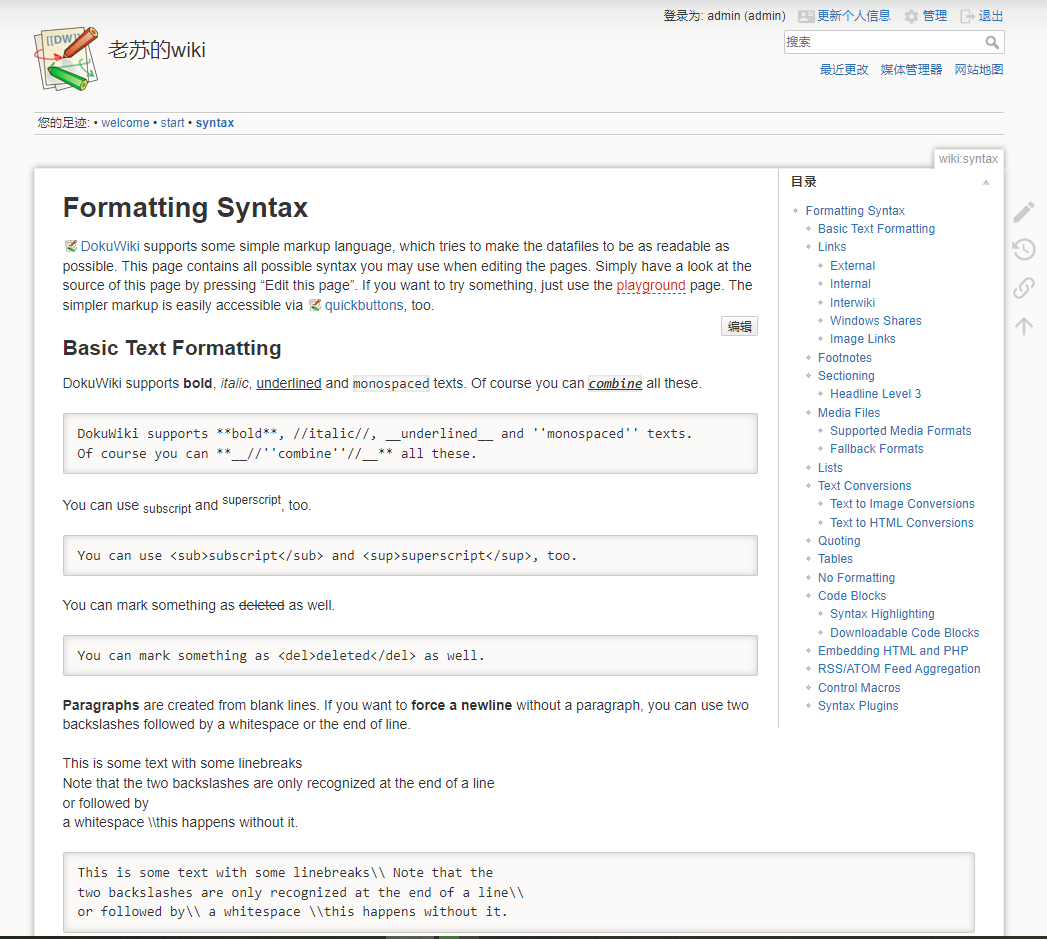 登录为: admin (admin) 更新个人信息 管理 退出
[[DW]]
老苏的wiki
搜索
最近更改 媒体管理器 网站地图
您的足迹: • welcome • start • syntax
wiki:syntax
Formatting Syntax
DokuWiki supports some simple markup language, which tries to make the datafiles to be as readable as
possible. This page contains all possible syntax you may use when editing the pages. Simply have a look at the
source of this page by pressing “Edit this page”. If you want to try something, just use the playground page. The
simpler markup is easily accessible via quickbuttons, too.
编辑
Basic Text Formatting
DokuWiki supports bold, italic, underlined and monospaced texts. Of course you can combine all these.
DokuWiki supports **bold**, //italic//, __underlined__ and ''monospaced'' texts.
Of course you can **__//''combine''//__** all these.
You can use subscript and superscript, too.
You can use <sub>subscript</sub> and <sup>superscript</sup>, too.
You can mark something as deleted as well.
You can mark something as <del>deleted</del> as well.
Paragraphs are created from blank lines. If you want to force a newline without a paragraph, you can use two
backslashes followed by a whitespace or the end of line.
This is some text with some linebreaks
Note that the two backslashes are only recognized at the end of a line
or followed by
a whitespace \\this happens without it.
This is some text with some linebreaks\\ Note that the
two backslashes are only recognized at the end of a line\\
or followed by\\ a whitespace \\this happens without it.
目录
Formatting Syntax
Basic Text Formatting
Links
External
Internal
Interwiki
Windows Shares
Image Links
Footnotes
Sectioning
Headline Level 3
Media Files
Supported Media Formats
Fallback Formats
Lists
Text Conversions
Text to Image Conversions
Text to HTML Conversions
Quoting
Tables
No Formatting
Code Blocks
Syntax Highlighting
Downloadable Code Blocks
Embedding HTML and PHP
RSS/ATOM Feed Aggregation
Control Macros
Syntax Plugins